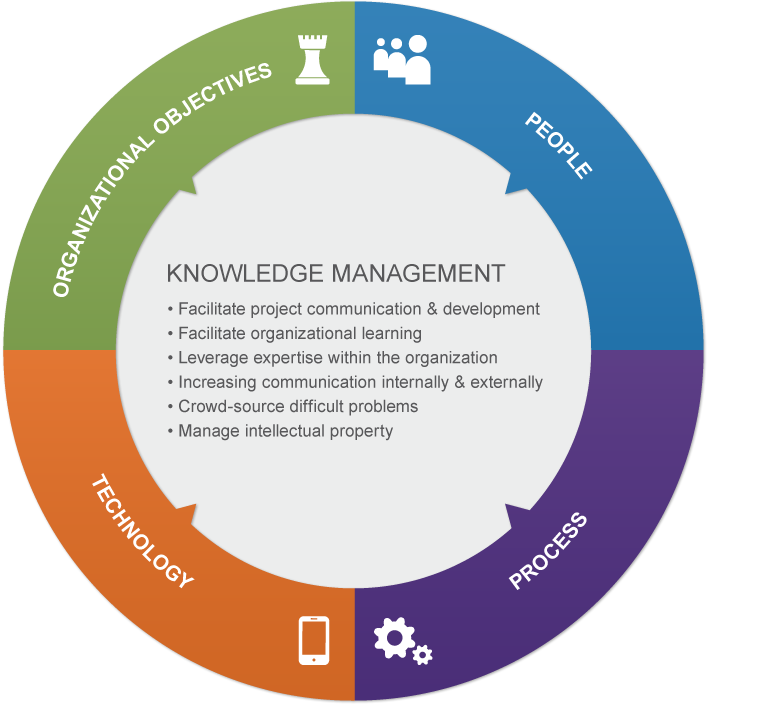 ORGANIZATIONAL OBJECTIVES
PEOPLE
KNOWLEDGE MANAGEMENT
• Facilitate project communication & development
• Facilitate organizational learning
• Leverage expertise within the organization
• Increasing communication internally & externally
• Crowd-source difficult problems
• Manage intellectual property
TECHNOLOGY
PROCESS